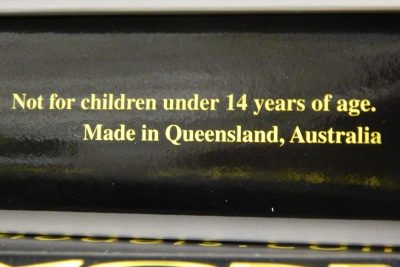 Not for children under 14 years of age.
Made in Queensland, Australia